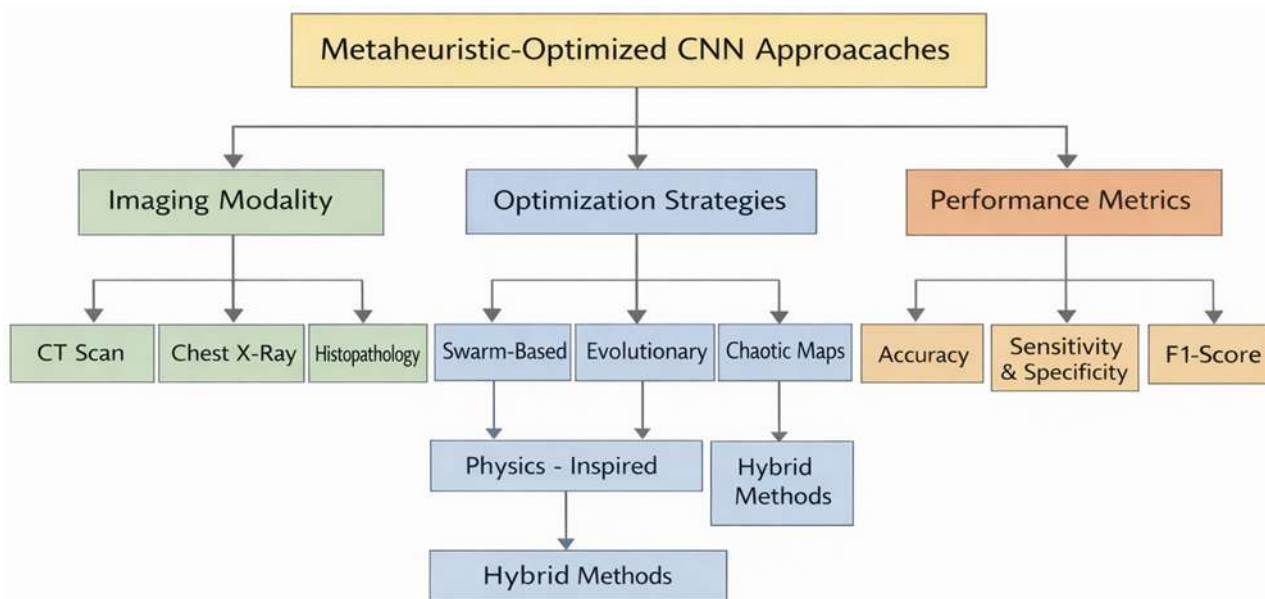 Metaheuristic-Optimized CNN Approacaches
Imaging Modality
Optimization Strategies
Performance Metrics
CT Scan
Chest X-Ray
Histopathology
Swarm-Based
Evolutionary
Chaotic Maps
Accuracy
Sensitivity
& Specificity
F1-Score
Physics - Inspired
Hybrid
Methods
Hybrid Methods